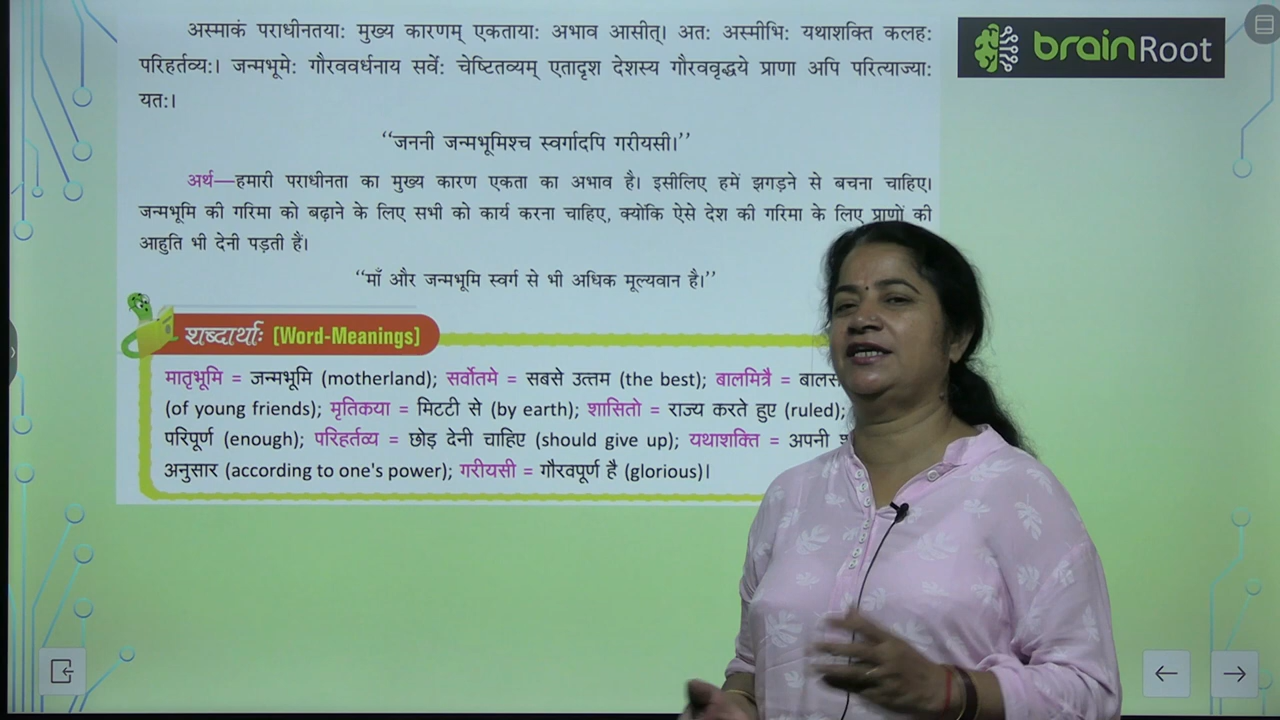 अस्माकं पराधीनतया: मुख्य कारणम् एकताया: अभाव आसीत्। अत: अस्मीभि: यथाशक्ति कलह:
परिहर्तव्य:। जन्मभूमे: गौरववर्धनाय सर्वे: चेष्टितव्यम् एतादृश देशस्य गौरववृद्धये प्राणा अपि परित्याज्या:
यत:।
‘‘जननी जन्मभूमिश्च स्वर्गादपि गरीयसी।’’
अर्थ—हमारी पराधीनता का मुख्य कारण एकता का अभाव है। इसीलिए हमें झगड़ने से बचना चाहिए।
जन्मभूमि की गरिमा को बढ़ाने के लिए सभी को कार्य करना चाहिए, क्योंकि ऐसे देश की गरिमा के लिए प्राणों की
आहुति भी देनी पड़ती हैं।
‘‘माँ और जन्मभूमि स्वर्ग से भी अधिक मूल्यवान है।’’
शब्दार्थाः [Word-Meanings]
मातृभूमि = जन्मभूमि (motherland); सर्वोतमे = सबसे उत्तम (the best); बालमित्रै =
(of young friends); मृतिकया = मिटटी से (by earth); शासितो = राज्य करते हुए (ruled);
परिपूर्ण (enough); परिहर्तव्य = छोड़ देनी चाहिए (should give up); यथाशक्ति = अपनी
अनुसार (according to one's power); गरीयसी = गौरवपूर्ण है (glorious)।
brainRoot